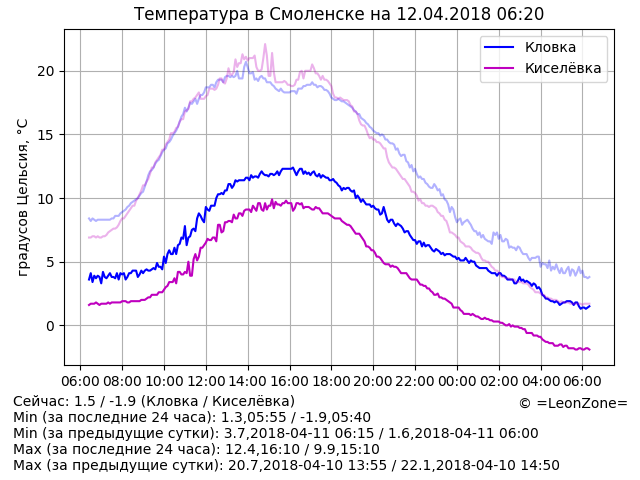 Температура в Смоленске на 12.04.2018 06:20
Кловка
Киселёвка
градусов Цельсия, °C
20
15
10
5
0
06:00 08:00 10:00 12:00 14:00 16:00 18:00 20:00 22:00 00:00 02:00 04:00 06:00
Сейчас: 1.5 / -1.9 (Кловка / Киселёвка)
© =LeonZone=
Min (за последние 24 часа): 1.3,05:55 / -1.9,05:40
Min (за предыдущие сутки): 3.7,2018-04-11 06:15 / 1.6,2018-04-11 06:00
Max (за последние 24 часа): 12.4,16:10 / 9.9,15:10
Max (за предыдущие сутки): 20.7,2018-04-10 13:55 / 22.1,2018-04-10 14:50